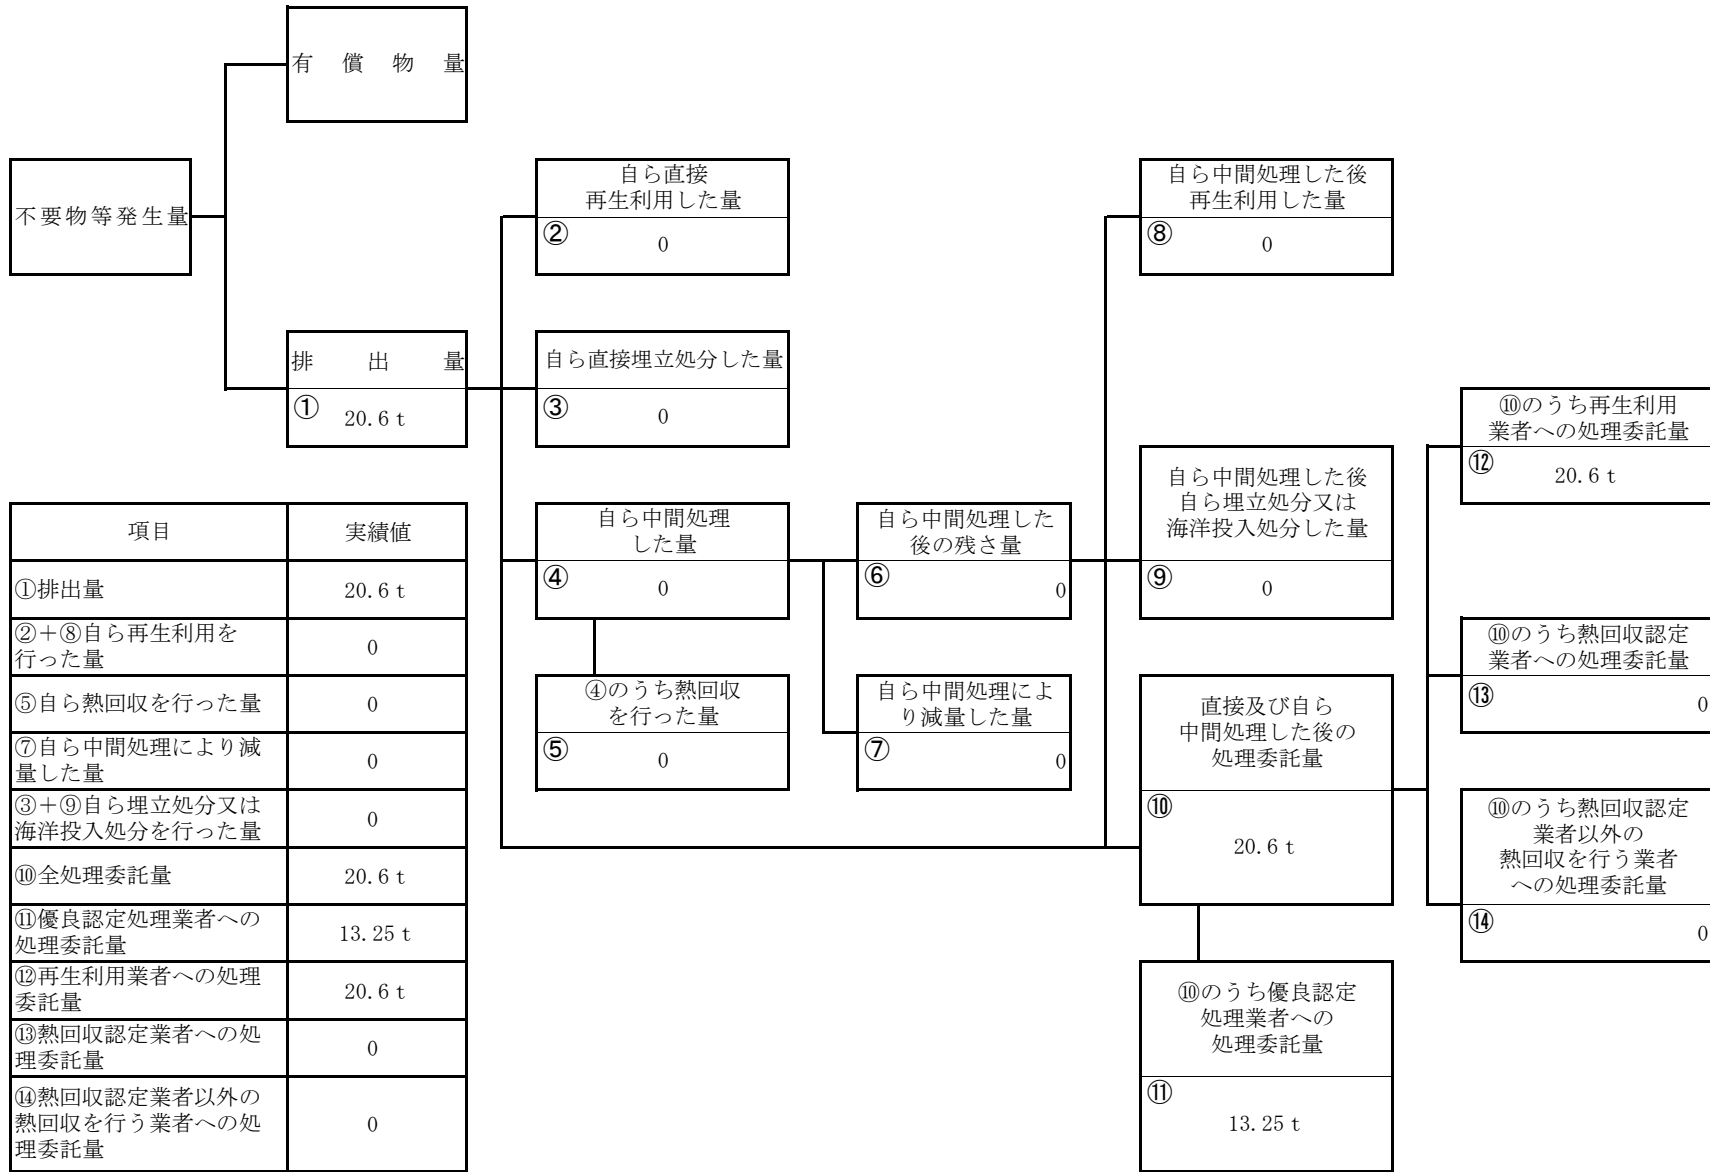 有償物量
不要物等発生量
排出量
① 20.6 t
自ら直接
再生利用した量
② 0
自ら直接埋立処分した量
③ 0
自ら中間処理
した量
④ 0
④のうち熱回収
を行った量
⑤ 0
自ら中間処理した
後の残さ量
⑥ 0
自ら中間処理によ
り減量した量
⑦ 0
自ら中間処理した後
再生利用した量
⑧ 0
自ら中間処理した後
自ら埋立処分又は
海洋投入処分した量
⑨ 0
直接及び自ら
中間処理した後の
処理委託量
⑩
20.6 t
⑩のうち優良認定
処理業者への
処理委託量
⑪
13.25 t
⑩のうち再生利用
業者への処理委託量
⑫ 20.6 t
⑩のうち熱回収認定
業者への処理委託量
⑬ 0
⑩のうち熱回収認定
業者以外の
熱回収を行う業者
への処理委託量
⑭ 0
項目 実績値
①排出量 20.6 t
②＋⑧自ら再生利用を
行った量 0
⑤自ら熱回収を行った量 0
⑦自ら中間処理により減
量した量 0
③＋⑨自ら埋立処分又は
海洋投入処分を行った量 0
⑩全処理委託量 20.6 t
⑪優良認定処理業者への
処理委託量 13.25 t
⑫再生利用業者への処理
委託量 20.6 t
⑬熱回収認定業者への処
理委託量 0
⑭熱回収認定業者以外の
熱回収を行う業者への処
理委託量 0